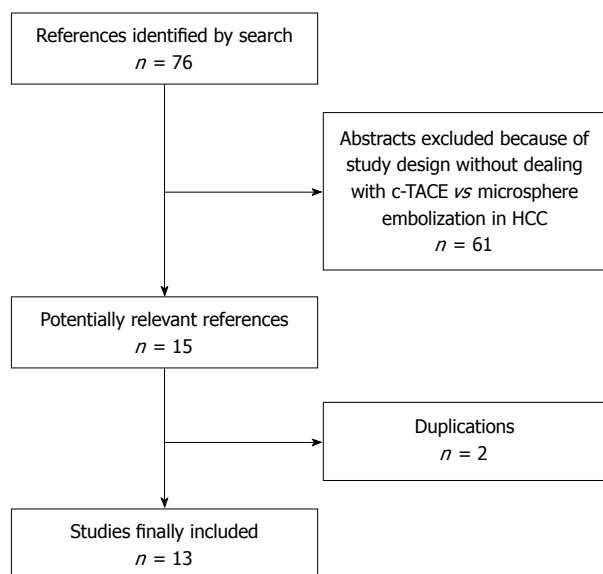 References identified by search
n = 76
Abstracts excluded because of
study design without dealing
with c-TACE vs microsphere
embolization in HCC
n = 61
Potentially relevant references
n = 15
Duplications
n = 2
Studies finally included
n = 13